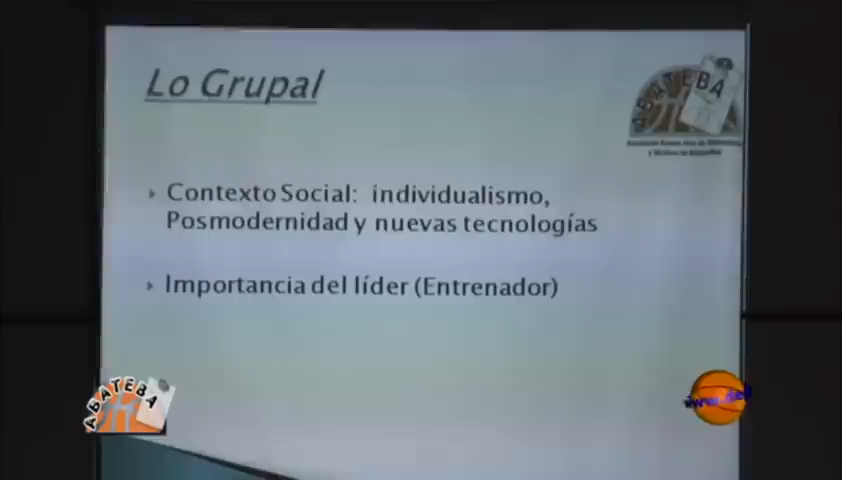 Lo Grupal
ABATEBA
Contexto Social: individualismo,
Posmodernidad y nuevas tecnologías
Importancia del líder (Entrenador)
ABATEBA